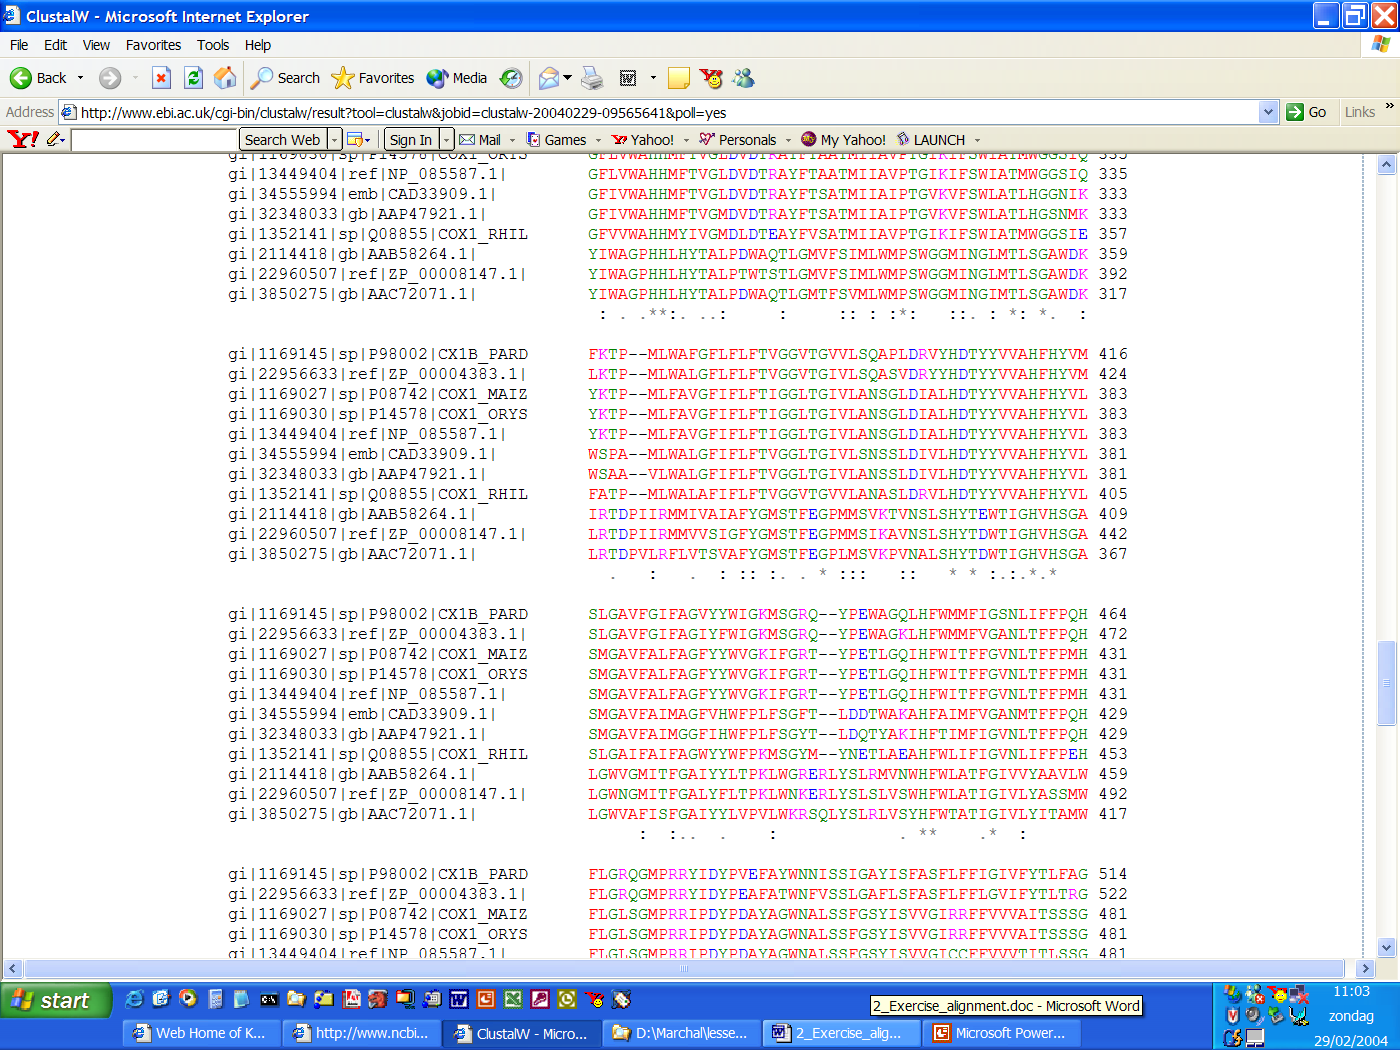 ClustalW - Microsoft Internet Explorer
File Edit View Favorites Tools Help
Back Search Favorites Media
Address http://www.ebi.ac.uk/cgi-bin/clustalw/result?tool=clustalw&jobid=clustalw-20040229-09565641&poll=yes Go Links »
Y! Search Web Sign In Mail Games Yahoo! Personals My Yahoo! LAUNCH
gi|1169030|sp|P14578|COX1_ORYS GFLVWAHHMFTVGLDVDTRAYFTAATMIIAVPTGIKIFSWIATMWGGSIQ 335
gi|13449404|ref|NP_085587.1| GFLVWAHHMFTVGLDVDTRAYFTAATMIIAVPTGIKIFSWIATMWGGSIQ 335
gi|34555994|emb|CAD33909.1| GFIVWAHHMFTVGLDVDTRAYFTSATMIIAIPTGVKVFSWLATLHGGNIK 333
gi|32348033|gb|AAP47921.1| GFIVWAHHMFTVGMDVDTRAYFTSATMIIAIPTGVKVFSWLATLHGSNMK 333
gi|1352141|sp|Q08855|COX1_RHIL GFVVWAHHMYIVGMDLDTEAYFVSATMIIAVPTGIKIFSWIATMWGGSIE 357
gi|2114418|gb|AAB58264.1| YIWAGPHHLHYTALPDWAQTLGMVFSIMLWMPSWGGMINGLMTLSGAWDK 359
gi|22960507|ref|ZP_00008147.1| YIWAGPHHLHYTALPTWTSTLGMVFSVMLWMPSWGGMINGLMTLSGAWDK 392
gi|3850275|gb|AAC72071.1| YIWAGPHHLHYTALPDWAQTLGMTFSVMLWMPSWGGMINGIMTLSGAWDK 317
: . .**:. ..: : :: : :*: ::. : *: *. :
gi|1169145|sp|P98002|CX1B_PARD FKTP--MLWAFGFLFLFTVGGVTGVVLSQAPLDRVYHDTYYVVAHFHYVM 416
gi|22956633|ref|ZP_00004383.1| LKTP--MLWALGFLFLFTVGGVTGIVLSQASVDRYYHDTYYVVAHFHYVM 424
gi|1169027|sp|P08742|COX1_MAIZ YKTP--MLFAVGFIFLFTIGGLTGIVLANSGLDIALHDTYYVVAHFHYVL 383
gi|1169030|sp|P14578|COX1_ORYS YKTP--MLFAVGFIFLFTIGGLTGIVLANSGLDIALHDTYYVVAHFHYVL 383
gi|13449404|ref|NP_085587.1| YKTP--MLFAVGFIFLFTIGGLTGIVLANSGLDIALHDTYYVVAHFHYVL 383
gi|34555994|emb|CAD33909.1| WSPA--MLWALGFIFLFTVGGLTGIVLSNSSLDIVLHDTYYVVAHFHYVL 381
gi|32348033|gb|AAP47921.1| WSAA--VLWALGFIFLFTVGGLTGIVLANSSLDIVLHDTYYVVAHFHYVL 381
gi|1352141|sp|Q08855|COX1_RHIL FATP--MLWALAFIFLFTVGGVTGVVLANASLDRVLHDTYYVVAHFHYVL 405
gi|2114418|gb|AAB58264.1| IRTDPIIRMMIVAIAFYGMSTFEGPMMSVKTVNSLSHYTEWTIGHVHSGA 409
gi|22960507|ref|ZP_00008147.1| LRTDPIIRMMVVSIGFYGMSTFEGPMMSIKAVNSLSHYTDWTIGHVHSGA 442
gi|3850275|gb|AAC72071.1| LRTDPVLRFLVTSVAFYGMSTFEGPLMSVKPVNALSHYTDWTIGHVHSGA 367
. : . : :: :. . * ::: :: * * :.:.*.*
gi|1169145|sp|P98002|CX1B_PARD SLGAVFGIFAGVYYWIGKMSGRQ--YPEWAGQLHFWMMFIGSNLIFFPQH 464
gi|22956633|ref|ZP_00004383.1| SLGAVFGIFAGIYFWIGKMSGRQ--YPEWAGKLHFWMMFVGANLTFFPQH 472
gi|1169027|sp|P08742|COX1_MAIZ SMGAVFALFAGFYYWVGKIFGRT--YPETLGQIHFWITFFGVNLTFFPMH 431
gi|1169030|sp|P14578|COX1_ORYS SMGAVFALFAGFYYWVGKIFGRT--YPETLGQIHFWITFFGVNLTFFPMH 431
gi|13449404|ref|NP_085587.1| SMGAVFALFAGFYYWVGKIFGRT--YPETLGQIHFWITFFGVNLTFFPMH 431
gi|34555994|emb|CAD33909.1| SMGAVFAIMAGFVHWFPLFSGFT--LDDTWAKAHFAIMFVGANMTFFPQH 429
gi|32348033|gb|AAP47921.1| SMGAVFAIMGGFIHWFPLFSGYT--LDQTYAKIHFTIMFIGVNLTFFPQH 429
gi|1352141|sp|Q08855|COX1_RHIL SLGAIFAIFAGWYYWFPKMSGYM--YNETLAEAHFWLIFIGVNLIFFPEH 453
gi|2114418|gb|AAB58264.1| LGWVGMITFGAIYYLTPKLWGRERLYSLRMVNWHFWLATFGIVVYAAVLW 459
gi|22960507|ref|ZP_00008147.1| LGWNGMITFGALYFLTPKLWNKERLYSLSLVSWHFWLATIGIVLYASSMW 492
gi|3850275|gb|AAC72071.1| LGWVAFISFGAIYYLVPVLWKRSQLYSLRLVSYHFWTATIGIVLYITAMW 417
: :.. . : . ** .* :
gi|1169145|sp|P98002|CX1B_PARD FLGRQGMPRRYIDYPVEFAYWNNISSIGAYISFASFLFFIGIVFYTLFAG 514
gi|22956633|ref|ZP_00004383.1| FLGRQGMPRRYIDYPEAFATWNFVSSLGAFLSFASFLFFLGVIFYTLTRG 522
gi|1169027|sp|P08742|COX1_MAIZ FLGLSGMPRRIPDYPDAYAGWNALSSFGSYISVVGIRRFFVVVAITSSSG 481
gi|1169030|sp|P14578|COX1_ORYS FLGLSGMPRRIPDYPDAYAGWNALSSFGSYISVVGIRRFFVVVAITSSSG 481
gi|13449404|ref|NP_085587.1| FLGLSGMPRRIPDYPDAYAGWNALSSFGSYISVVGICCFFVVVTITLSSG 481
start
2_Exercise_alignment.doc - Microsoft Word
Web Home of K... http://www.ncbi... ClustalW - Micro... D:\Marchal\lesse... 2_Exercise_alig... Microsoft Power...
11:03
zondag
29/02/2004